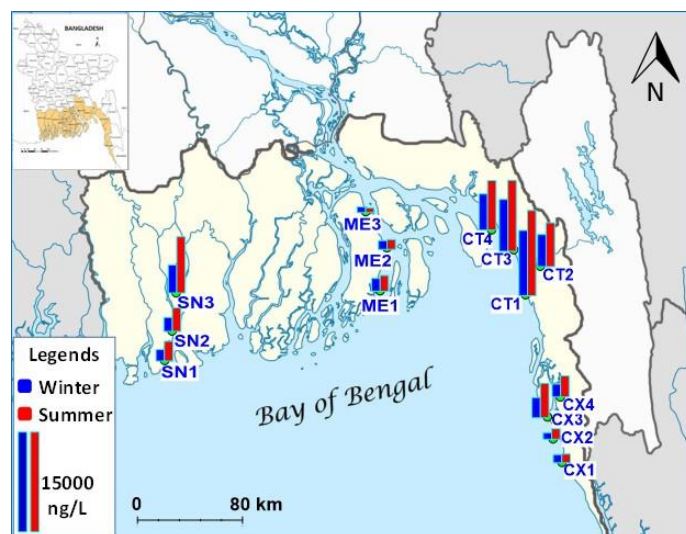 BANGLADESH
N
CT4
CT3
CT2
CT1
ME3
ME2
ME1
SN3
SN2
SN1
Legends
Winter
Summer
15000
ng/L
Bay of Bengal
CX4
CX3
CX2
CX1
0 80 km